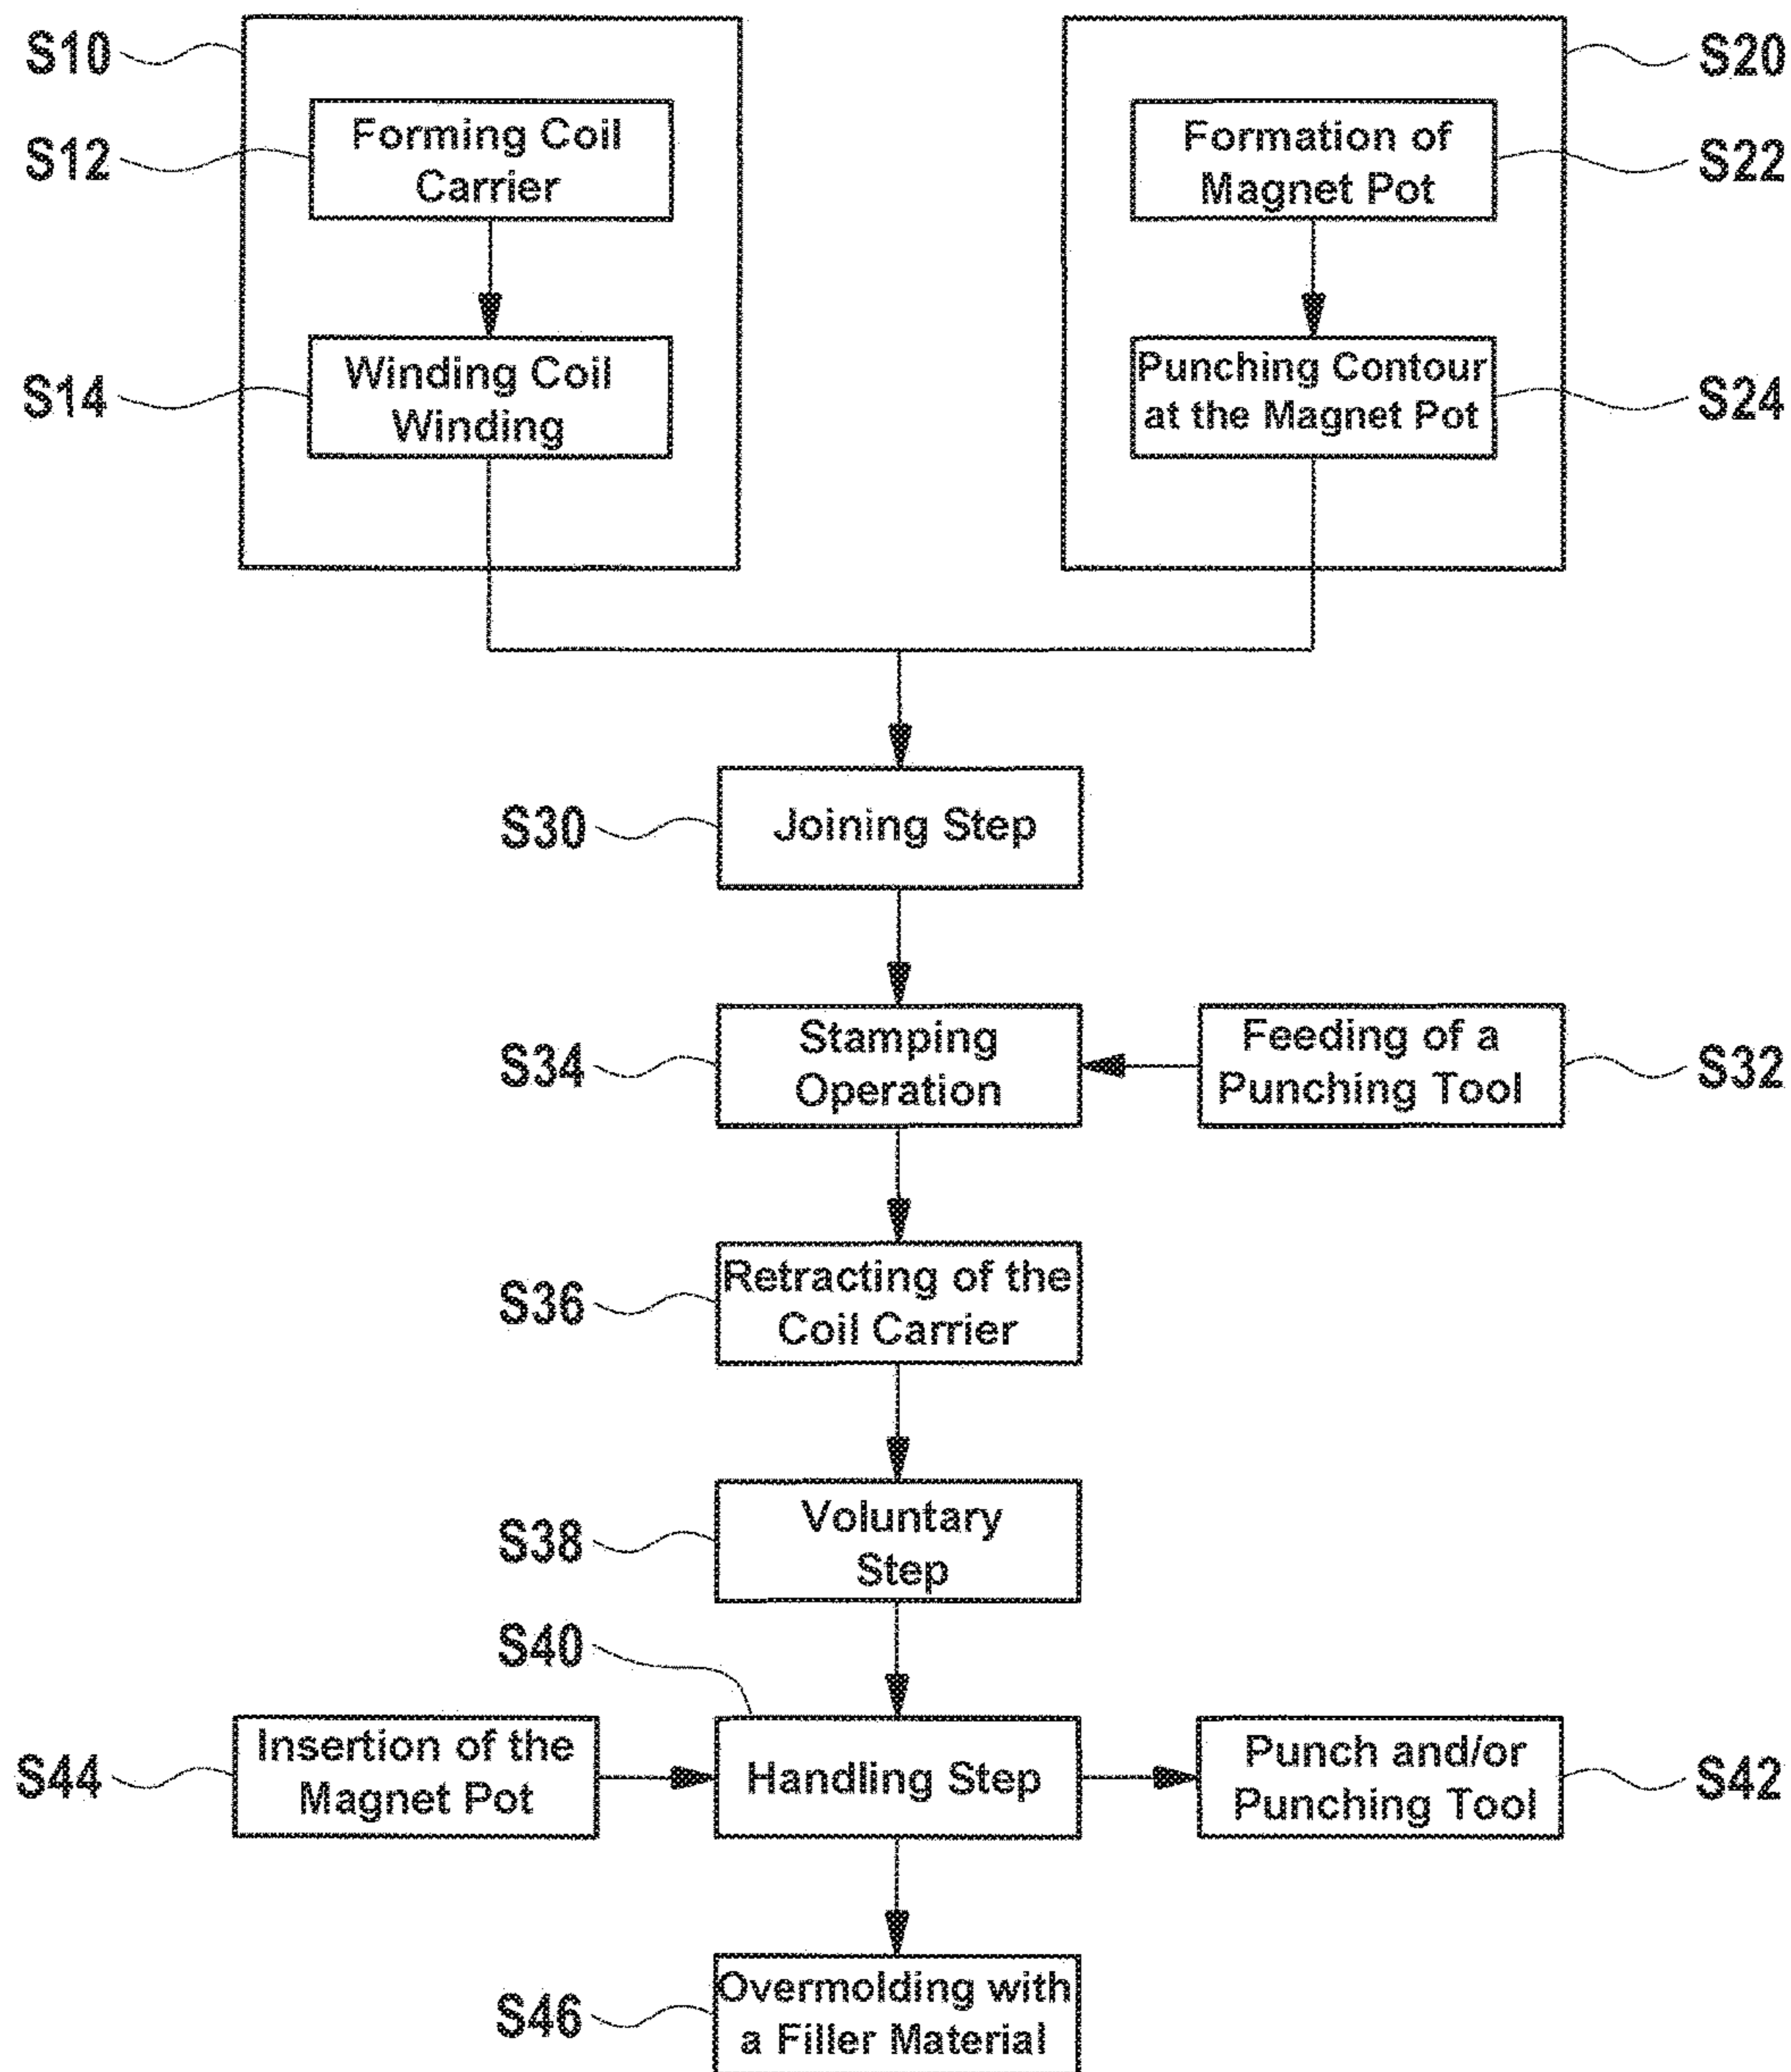 S10
S20
S12
Forming Coil
Carrier
Formation of
Magnet Pot
S22
S14
Winding Coil
Winding
Punching Contour
at the Magnet Pot
S24
S30
Joining Step
S34
Stamping
Operation
Feeding of a
Punching Tool
S32
S36
Retracting of the
Coil Carrier
S38
Voluntary
Step
S40
S44
Insertion of the
Magnet Pot
Handling Step
Punch and/or
Punching Tool
S42
S46
Overmolding with
a Filler Material